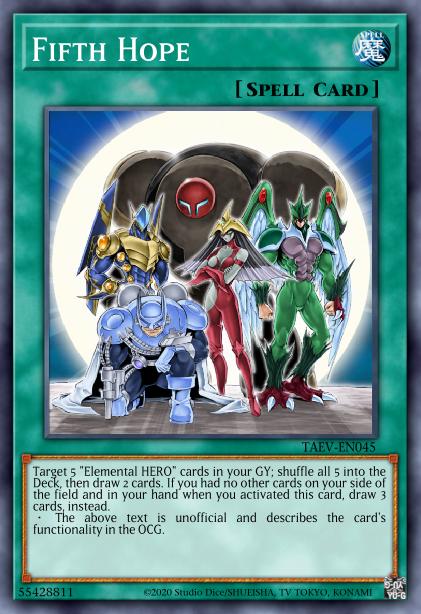 Fifth Hope
SPELL
魔
[ Spell Card ]
TAEV-EN045
Target 5 "Elemental HERO" cards in your GY; shuffle all 5 into the
Deck, then draw 2 cards. If you had no other cards on your side of
the field and in your hand when you activated this card, draw 3
cards, instead.
· The above text is unofficial and describes the card's
functionality in the OCG.
55428811
©2020 Studio Dice/SHUEISHA, TV TOKYO, KONAMI